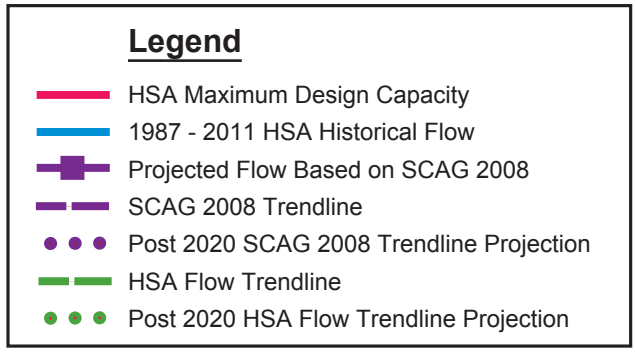 Legend
HSA Maximum Design Capacity
1987 - 2011 HSA Historical Flow
Projected Flow Based on SCAG 2008
SCAG 2008 Trendline
Post 2020 SCAG 2008 Trendline Projection
HSA Flow Trendline
Post 2020 HSA Flow Trendline Projection